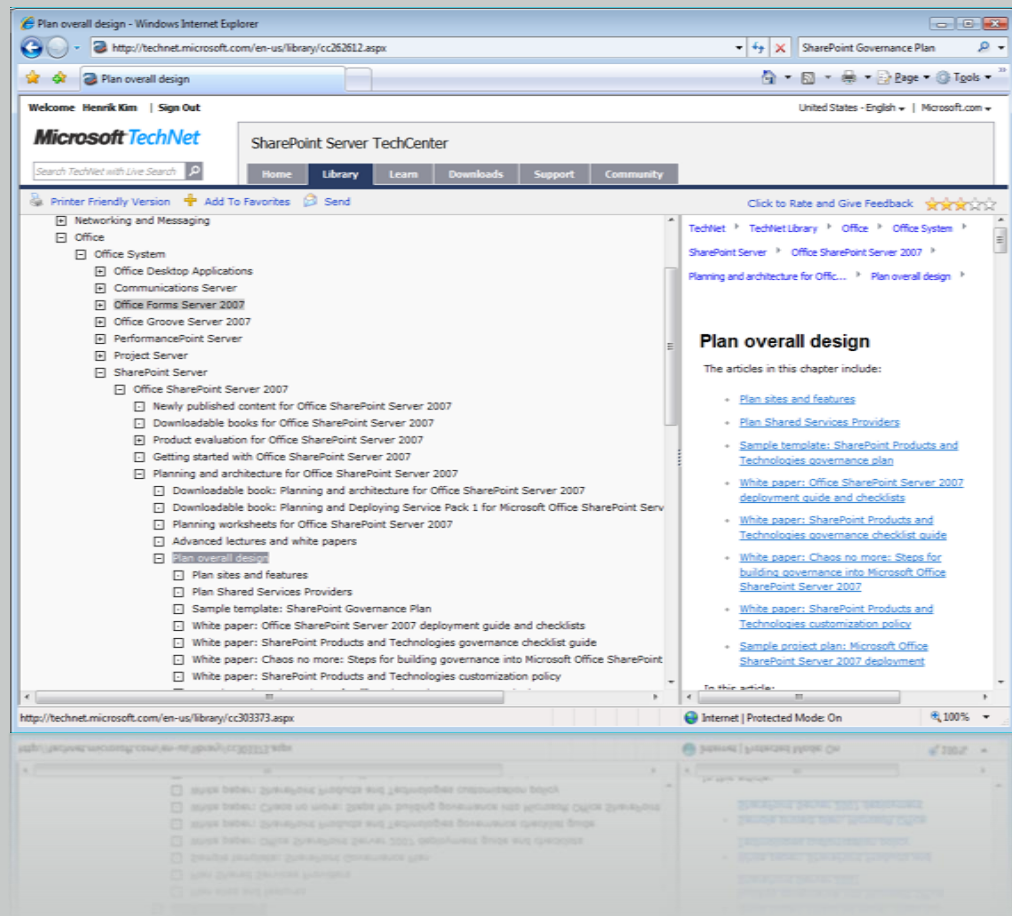 Plan overall design - Windows Internet Explorer
http://technet.microsoft.com/en-us/library/cc262612.aspx
SharePoint Governance Plan
Plan overall design
Page
Tools
Welcome Henrik Kim | Sign Out
United States - English | Microsoft.com
Microsoft TechNet
SharePoint Server TechCenter
Search TechNet with Live Search
Home Library Learn Downloads Support Community
Printer Friendly Version Add To Favorites Send
Click to Rate and Give Feedback
Networking and Messaging
Office
Office System
Office Desktop Applications
Communications Server
Office Forms Server 2007
Office Groove Server 2007
PerformancePoint Server
Project Server
SharePoint Server
Office SharePoint Server 2007
Newly published content for Office SharePoint Server 2007
Downloadable books for Office SharePoint Server 2007
Product evaluation for Office SharePoint Server 2007
Getting started with Office SharePoint Server 2007
Planning and architecture for Office SharePoint Server 2007
Downloadable book: Planning and architecture for Office SharePoint Server 2007
Downloadable book: Planning and Deploying Service Pack 1 for Microsoft Office SharePoint Serv
Planning worksheets for Office SharePoint Server 2007
Advanced lectures and white papers
Plan overall design
Plan sites and features
Plan Shared Services Providers
Sample template: SharePoint Governance Plan
White paper: Office SharePoint Server 2007 deployment guide and checklists
White paper: SharePoint Products and Technologies governance checklist guide
White paper: Chaos no more: Steps for building governance into Microsoft Office SharePoint
White paper: SharePoint Products and Technologies customization policy
TechNet TechNet Library Office Office System
SharePoint Server Office SharePoint Server 2007
Planning and architecture for Offic... Plan overall design
Plan overall design
The articles in this chapter include:
Plan sites and features
Plan Shared Services Providers
Sample template: SharePoint Products and
Technologies governance plan
White paper: Office SharePoint Server 2007
deployment guide and checklists
White paper: SharePoint Products and
Technologies governance checklist guide
White paper: Chaos no more: Steps for
building governance into Microsoft Office
SharePoint Server 2007
White paper: SharePoint Products and
Technologies customization policy
Sample project plan: Microsoft Office
SharePoint Server 2007 deployment
In this article:
http://technet.microsoft.com/en-us/library/cc303373.aspx
Internet | Protected Mode: On
100%